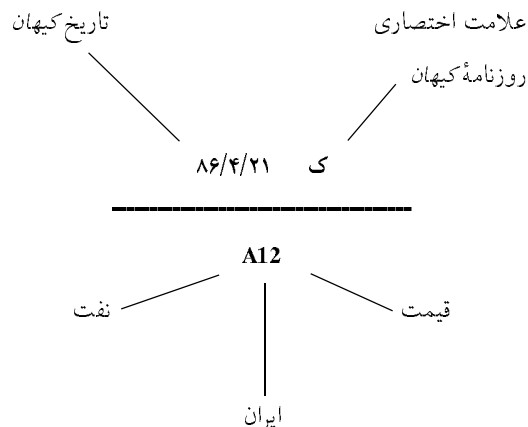 علامت اختصاری
روزنامهٔ کیهان
تاریخ کیهان
ک ۸۶/۴/۲۱
A12
قیمت
نفت
ایران